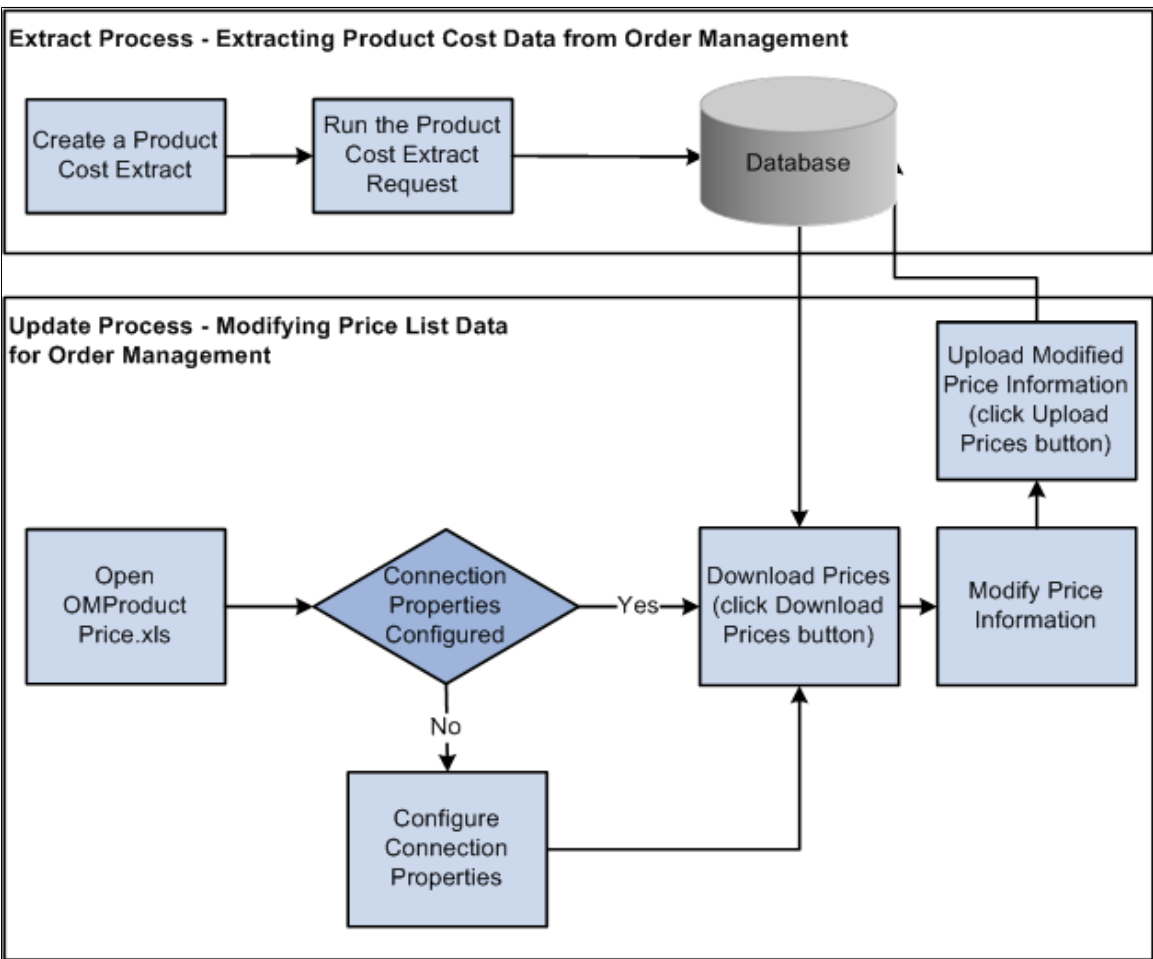 Extract Process - Extracting Product Cost Data from Order Management
Create a Product
Cost Extract
Run the Product
Cost Extract
Request
Database
Update Process - Modifying Price List Data
for Order Management
Upload Modified
Price Information
(click Upload
Prices button)
Open
OMProduct
Price.xls
Connection
Properties
Configured
Yes
Download Prices
(click Download
Prices button)
Modify Price
Information
No
Configure
Connection
Properties